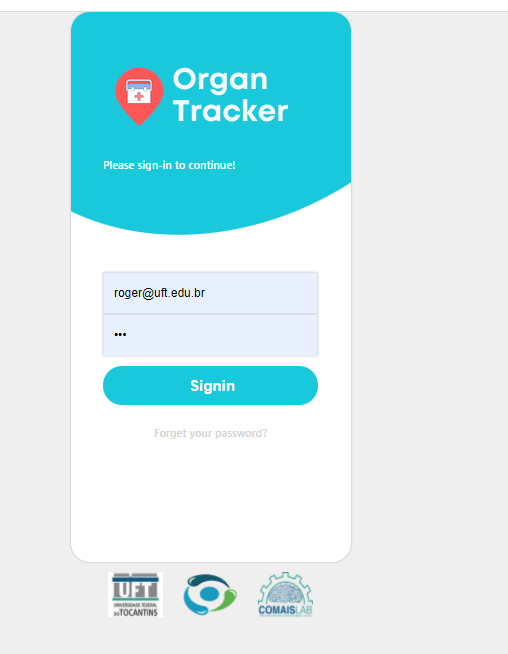 Organ
Tracker
Please sign-in to continue!
roger@uft.edu.br
•••
Signin
Forget your password?
UFT
UNIVERSIDADE FEDERAL
DO TOCANTINS
COMAISLAB